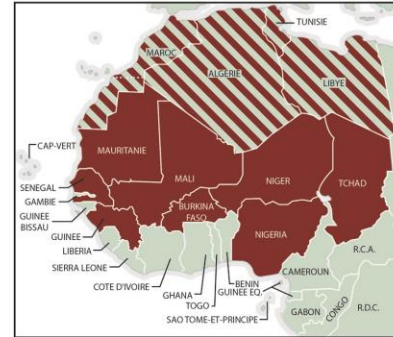 TUNISIE
MAROC
ALGERIE
LIBYE
CAP-VERT
MAURITANIE
MALI
NIGER
TCHAD
SENEGAL
GAMBIE
GUINEE
BISSAU
BURKINA
FASO
NIGERIA
GUINEE
LIBERIA
SIERRA LEONE
COTE D'IVOIRE
GHANA
TOGO
BENIN
GUINEE EQ.
SAO TOME-ET-PRINCIPE
CAMEROUN
R.C.A.
GABON
CONGO
R.D.C.